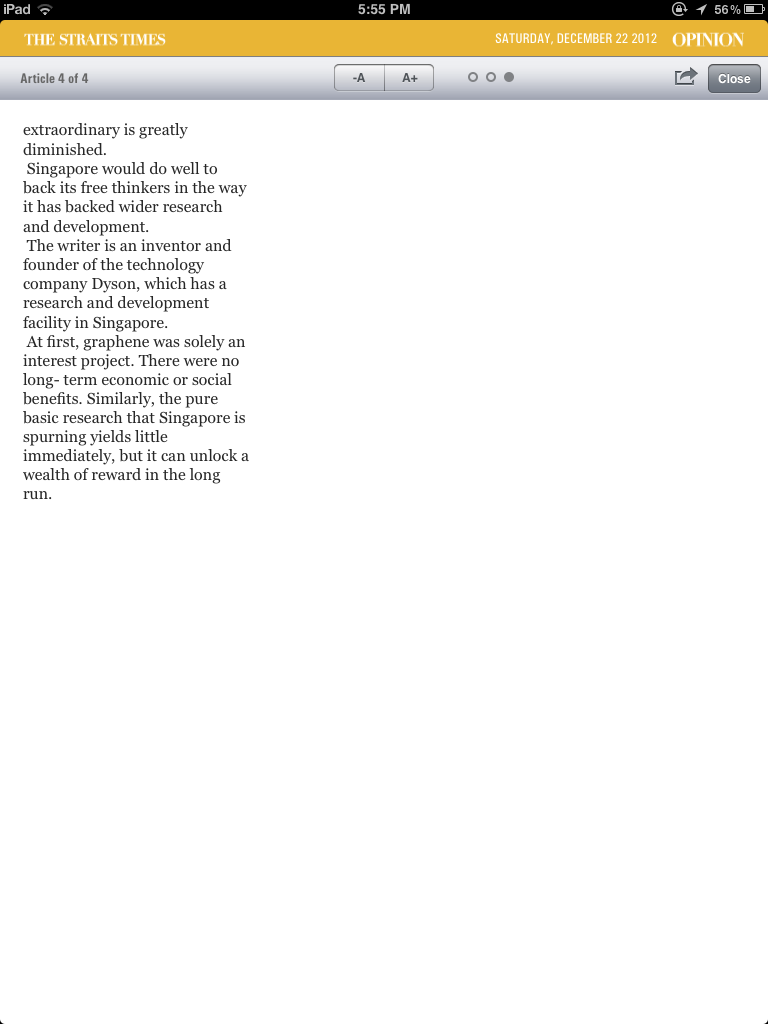 iPad 5:55 PM 56%
THE STRAITS TIMES SATURDAY, DECEMBER 22 2012 OPINION
Article 4 of 4 -A A+ Close
extraordinary is greatly
diminished.
Singapore would do well to
back its free thinkers in the way
it has backed wider research
and development.
The writer is an inventor and
founder of the technology
company Dyson, which has a
research and development
facility in Singapore.
At first, graphene was solely an
interest project. There were no
long- term economic or social
benefits. Similarly, the pure
basic research that Singapore is
spurning yields little
immediately, but it can unlock a
wealth of reward in the long
run.